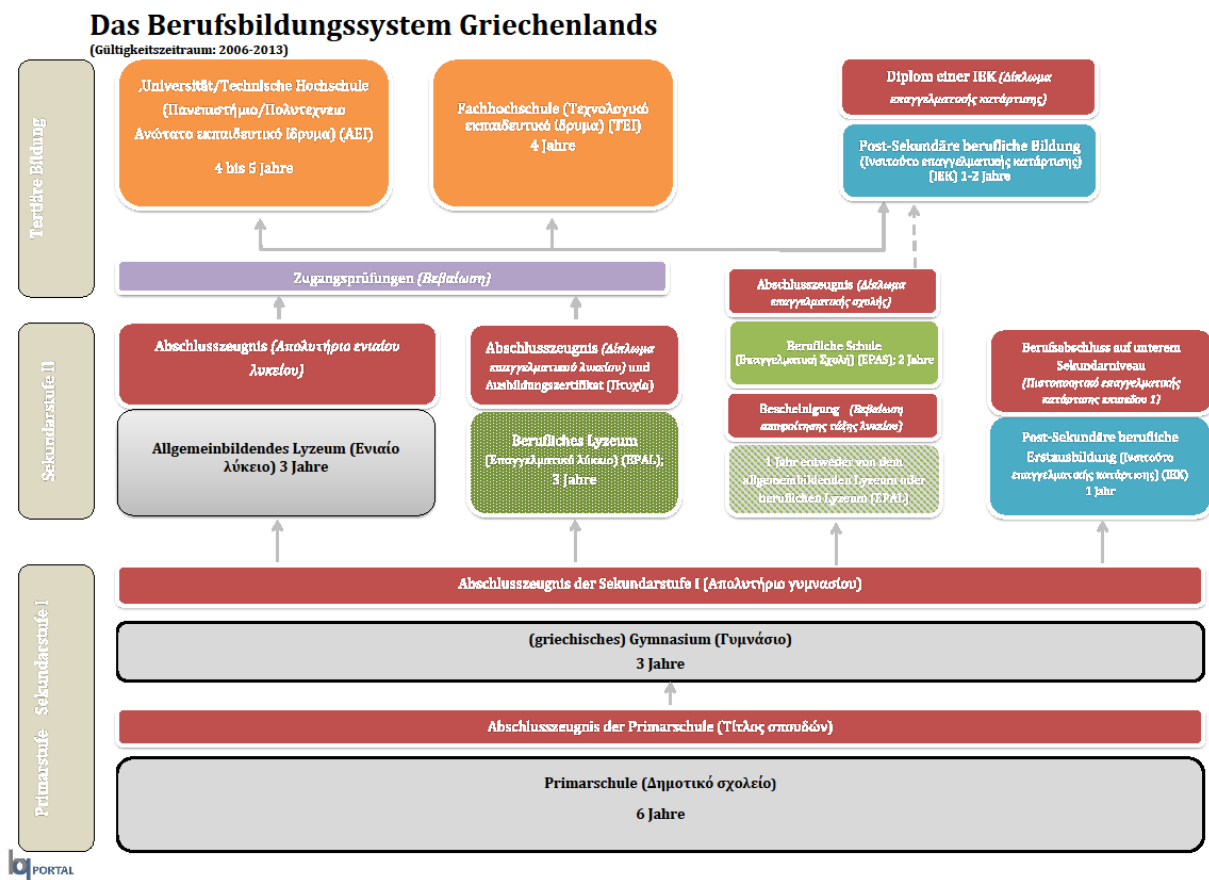 Das Berufsbildungssystem Griechenlands
(Gültigkeitszeitraum: 2006-2013)
Tertiäre Bildung
,Universität/Technische Hochschule
(Πανεπιστήμιο/Πολυτεχνειο
Ανώτατο εκπαιδευτικό ίδρυμα) (AEI)
4 bis 5 Jahre
Fachhochschule (Τεχνολογικό
εκπαιδευτικό ίδρυμα) (TEI)
4 Jahre
Diplom einer IEK (Δίπλωμα
επαγγελματικής κατάρτισης)
Post-Sekundäre berufliche Bildung
(Ινσιτούτο επαγγελματικής κατάρτισης)
(IEK) 1-2 Jahre
Zugangsprüfungen (Βεβαίωση)
Sekundarstufe II
Abschlusszeugnis (Απολυτήριο ενιαίου
λυκείου)
Allgemeinbildendes Lyzeum (Ενιαίο
λύκειο) 3 Jahre
Abschlusszeugnis (Δίπλωμα
επαγγελματικού λυκείου) und
Ausbildungszertifikat (Πτυχία)
Berufliches Lyzeum
(Επαγγελματικό λύκειο) (EPAL);
3 Jahre
Abschlusszeugnis (Δίπλωμα
επαγγελματικής σχολής)
Berufliche Schule
(Επαγγελματική Σχολή) (EPAS); 2 Jahre
Bescheinigung (Βεβαίωση
τάξης λυκείου)
1 Jahr entweder von dem
allgemeinbildenden Lyzeum oder
beruflichen Lyzeum (EPAL)
Berufsabschluss auf unterem
Sekundarniveau
(Πιστοποιητικό επαγγελματικής
κατάρτισης επιπέδου 1)
Post-Sekundäre berufliche
Erstausbildung (Ινσιτούτο
επαγγελματικής κατάρτισης) (IEK)
1 Jahr
Primarstufe Sekundarstufe I
Abschlusszeugnis der Sekundarstufe I (Απολυτήριο γυμνασίου)
(griechisches) Gymnasium (Γυμνάσιο)
3 Jahre
Abschlusszeugnis der Primarschule (Τίτλος σπουδών)
Primarschule (Δημοτικό σχολείο)
6 Jahre
bq PORTAL